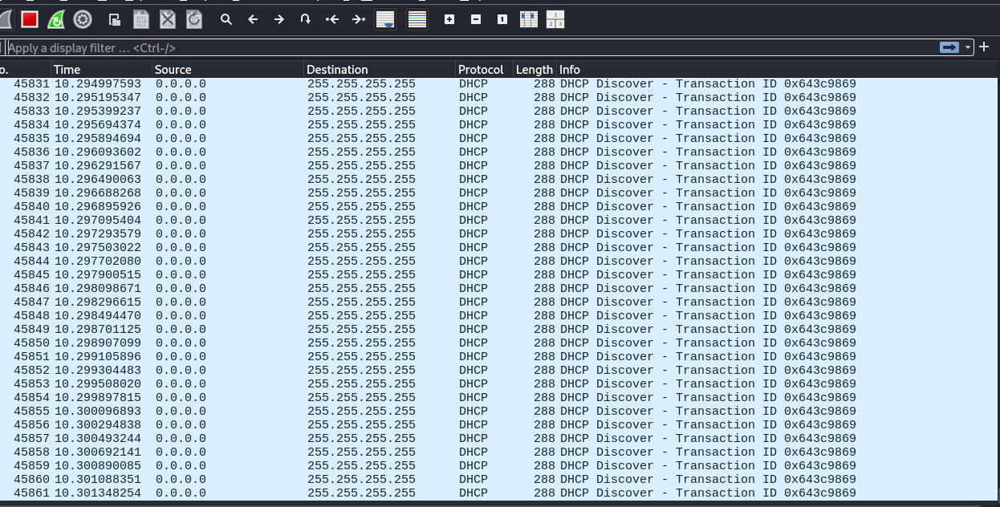 1
1
2 3
Apply a display filter … <Ctrl-/>
o. Time Source Destination Protocol Length Info
45831 10.294997593 0.0.0.0 255.255.255.255 DHCP 288 DHCP Discover - Transaction ID 0x643c9869
45832 10.295195347 0.0.0.0 255.255.255.255 DHCP 288 DHCP Discover - Transaction ID 0x643c9869
45833 10.295399237 0.0.0.0 255.255.255.255 DHCP 288 DHCP Discover - Transaction ID 0x643c9869
45834 10.295694374 0.0.0.0 255.255.255.255 DHCP 288 DHCP Discover - Transaction ID 0x643c9869
45835 10.295894694 0.0.0.0 255.255.255.255 DHCP 288 DHCP Discover - Transaction ID 0x643c9869
45836 10.296093602 0.0.0.0 255.255.255.255 DHCP 288 DHCP Discover - Transaction ID 0x643c9869
45837 10.296291567 0.0.0.0 255.255.255.255 DHCP 288 DHCP Discover - Transaction ID 0x643c9869
45838 10.296490063 0.0.0.0 255.255.255.255 DHCP 288 DHCP Discover - Transaction ID 0x643c9869
45839 10.296688268 0.0.0.0 255.255.255.255 DHCP 288 DHCP Discover - Transaction ID 0x643c9869
45840 10.296895926 0.0.0.0 255.255.255.255 DHCP 288 DHCP Discover - Transaction ID 0x643c9869
45841 10.297095404 0.0.0.0 255.255.255.255 DHCP 288 DHCP Discover - Transaction ID 0x643c9869
45842 10.297293579 0.0.0.0 255.255.255.255 DHCP 288 DHCP Discover - Transaction ID 0x643c9869
45843 10.297503022 0.0.0.0 255.255.255.255 DHCP 288 DHCP Discover - Transaction ID 0x643c9869
45844 10.297702080 0.0.0.0 255.255.255.255 DHCP 288 DHCP Discover - Transaction ID 0x643c9869
45845 10.297900515 0.0.0.0 255.255.255.255 DHCP 288 DHCP Discover - Transaction ID 0x643c9869
45846 10.298098671 0.0.0.0 255.255.255.255 DHCP 288 DHCP Discover - Transaction ID 0x643c9869
45847 10.298296615 0.0.0.0 255.255.255.255 DHCP 288 DHCP Discover - Transaction ID 0x643c9869
45848 10.298494470 0.0.0.0 255.255.255.255 DHCP 288 DHCP Discover - Transaction ID 0x643c9869
45849 10.298701125 0.0.0.0 255.255.255.255 DHCP 288 DHCP Discover - Transaction ID 0x643c9869
45850 10.298907099 0.0.0.0 255.255.255.255 DHCP 288 DHCP Discover - Transaction ID 0x643c9869
45851 10.299105896 0.0.0.0 255.255.255.255 DHCP 288 DHCP Discover - Transaction ID 0x643c9869
45852 10.299304483 0.0.0.0 255.255.255.255 DHCP 288 DHCP Discover - Transaction ID 0x643c9869
45853 10.299508020 0.0.0.0 255.255.255.255 DHCP 288 DHCP Discover - Transaction ID 0x643c9869
45854 10.299897815 0.0.0.0 255.255.255.255 DHCP 288 DHCP Discover - Transaction ID 0x643c9869
45855 10.300096893 0.0.0.0 255.255.255.255 DHCP 288 DHCP Discover - Transaction ID 0x643c9869
45856 10.300294838 0.0.0.0 255.255.255.255 DHCP 288 DHCP Discover - Transaction ID 0x643c9869
45857 10.300493244 0.0.0.0 255.255.255.255 DHCP 288 DHCP Discover - Transaction ID 0x643c9869
45858 10.300692141 0.0.0.0 255.255.255.255 DHCP 288 DHCP Discover - Transaction ID 0x643c9869
45859 10.300890085 0.0.0.0 255.255.255.255 DHCP 288 DHCP Discover - Transaction ID 0x643c9869
45860 10.301088351 0.0.0.0 255.255.255.255 DHCP 288 DHCP Discover - Transaction ID 0x643c9869
45861 10.301348254 0.0.0.0 255.255.255.255 DHCP 288 DHCP Discover - Transaction ID 0x643c9869